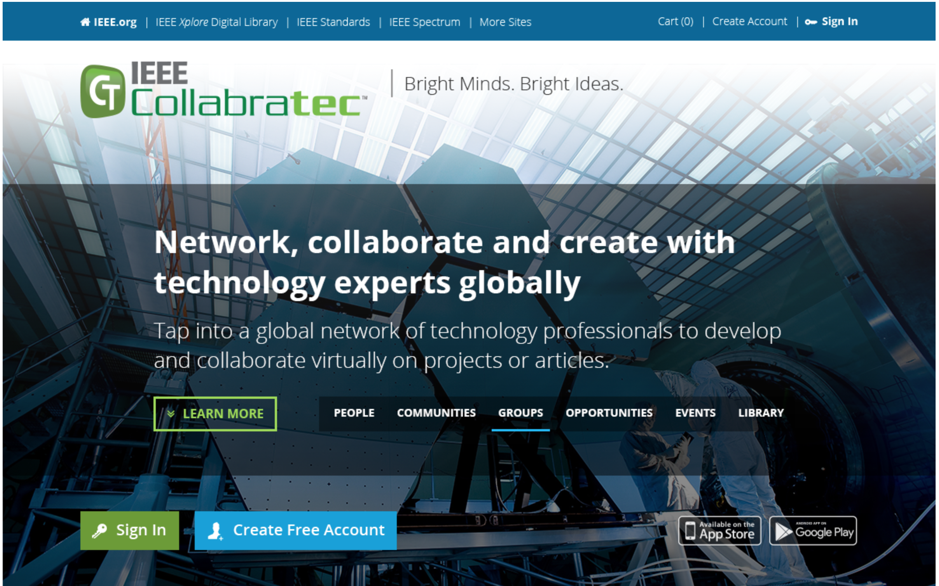 IEEE.org | IEEE Xplore Digital Library | IEEE Standards | IEEE Spectrum | More Sites
Cart (0) | Create Account | Sign In
GT IEEE
Collabratec™
Bright Minds. Bright Ideas.
Network, collaborate and create with
technology experts globally
Tap into a global network of technology professionals to develop
and collaborate virtually on projects or articles.
LEARN MORE
PEOPLE COMMUNITIES GROUPS OPPORTUNITIES EVENTS LIBRARY
Sign In
Create Free Account
Available on the
App Store
ANDROID APP ON
Google Play